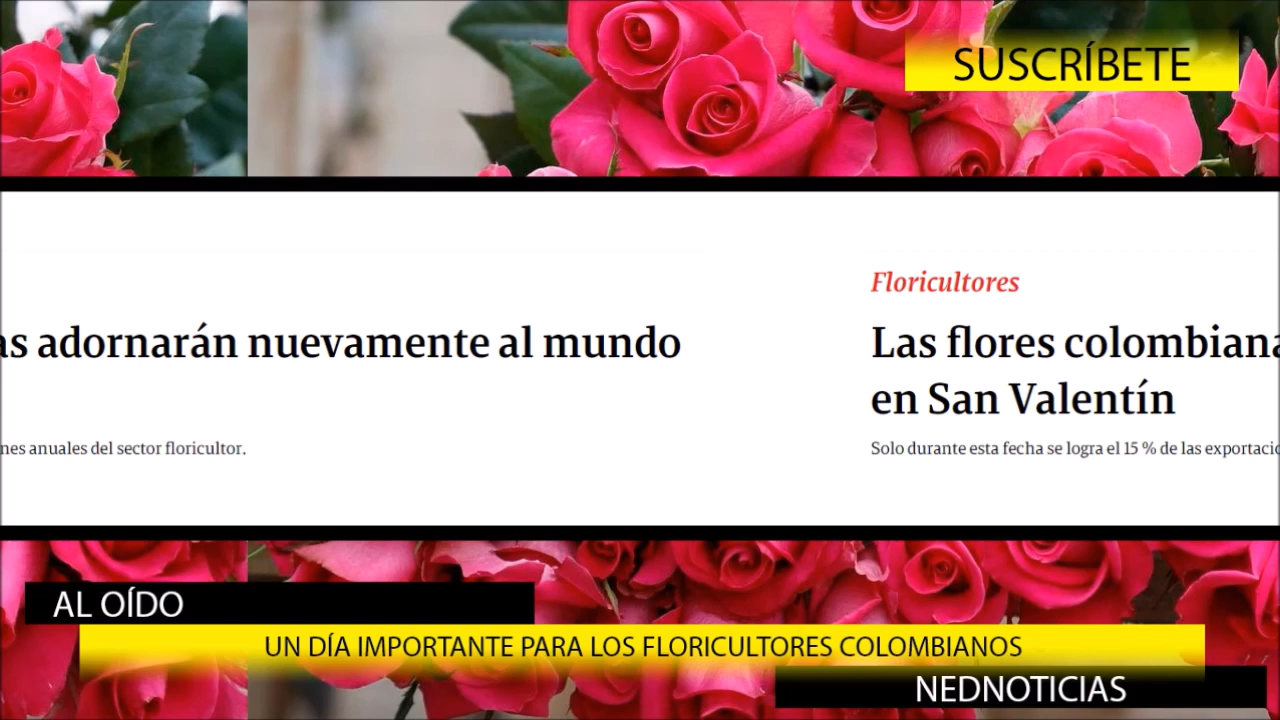 SUSCRÍBETE
Floricultores
as adornarán nuevamente al mundo
Las flores colombiana
en San Valentín
nes anuales del sector floricultor.
Solo durante esta fecha se logra el 15 % de las exportacio
AL OÍDO
UN DÍA IMPORTANTE PARA LOS FLORICULTORES COLOMBIANOS
NEDNOTICIAS